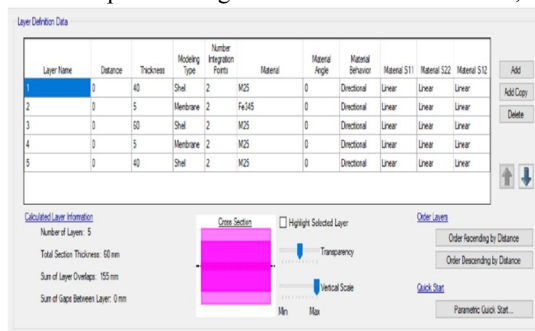 Layer Definition Data
Layer Name Distance Thickness Modeling Type Number Integration Points Material Material Angle Material Behavior Material S11 Material S22 Material S12
1 0 40 Shell 2 M25 0 Directional Linear Linear Linear
2 0 5 Membrane 2 Fe345 0 Directional Linear Linear Linear
3 0 60 Shell 2 M25 0 Directional Linear Linear Linear
4 0 5 Membrane 2 M25 0 Directional Linear Linear Linear
5 0 40 Shell 2 M25 0 Directional Linear Linear Linear
Add
Add Copy
Delete
Calculated Layer Information
Number of Layers: 5
Total Section Thickness: 60 mm
Sum of Layer Overlaps: 155 mm
Sum of Gaps Between Layer: 0 mm
Cross Section
Highlight Selected Layer
Transparency
Vertical Scale
Min Max
Order Layers
Order Ascending by Distance
Order Descending by Distance
Quick Start
Parametric Quick Start...